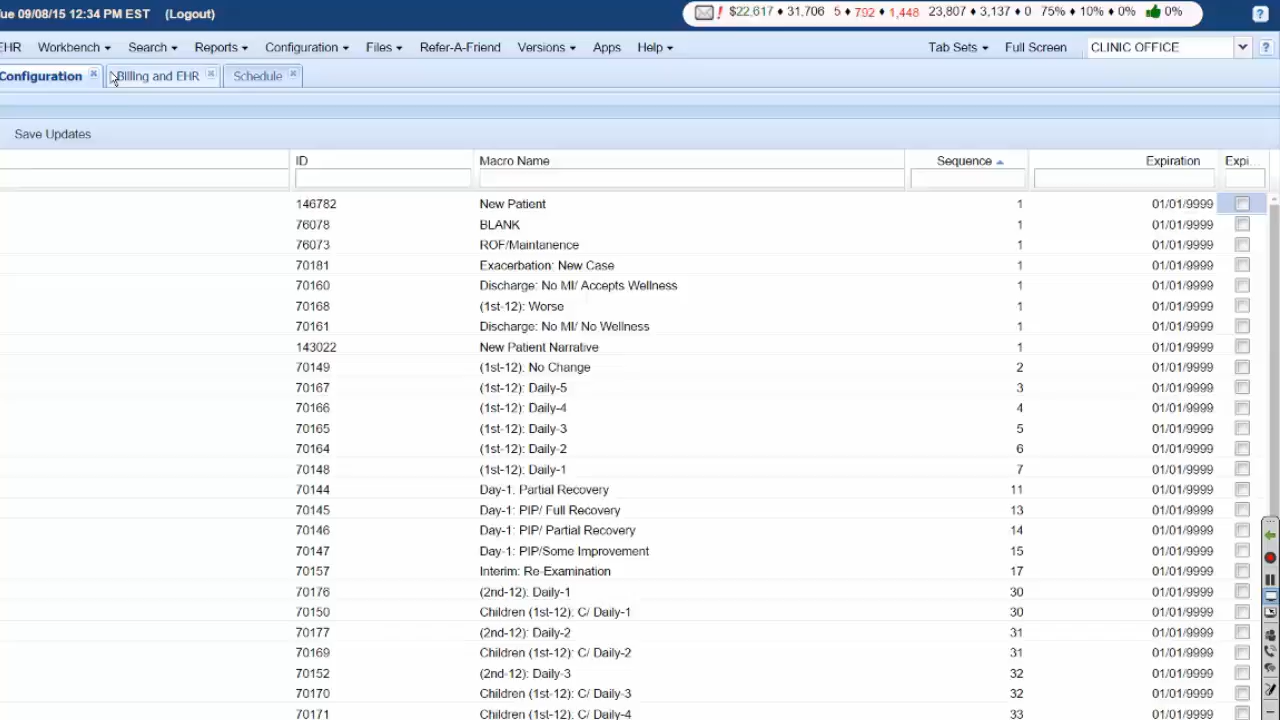 ue 09/08/15 12:34 PM EST (Logout) $22,617 ♦ 31,706 5 ♦ 792 ♦ 1,448 23,807 ♦ 3,137 ♦ 0 75% ♦ 10% ♦ 0% 0% ?
EHR Workbench Search Reports Configuration Files Refer-A-Friend Versions Apps Help Tab Sets Full Screen CLINIC OFFICE ?
Configuration Billing and EHR Schedule
Save Updates
ID Macro Name Sequence Expiration Expi...
146782 New Patient 1 01/01/9999
76078 BLANK 1 01/01/9999
76073 ROF/Maintanence 1 01/01/9999
70181 Exacerbation: New Case 1 01/01/9999
70160 Discharge: No MI/ Accepts Wellness 1 01/01/9999
70168 (1st-12): Worse 1 01/01/9999
70161 Discharge: No MI/ No Wellness 1 01/01/9999
143022 New Patient Narrative 1 01/01/9999
70149 (1st-12): No Change 2 01/01/9999
70167 (1st-12): Daily-5 3 01/01/9999
70166 (1st-12): Daily-4 4 01/01/9999
70165 (1st-12): Daily-3 5 01/01/9999
70164 (1st-12): Daily-2 6 01/01/9999
70148 (1st-12): Daily-1 7 01/01/9999
70144 Day-1: Partial Recovery 11 01/01/9999
70145 Day-1: PIP/ Full Recovery 13 01/01/9999
70146 Day-1: PIP/ Partial Recovery 14 01/01/9999
70147 Day-1: PIP/Some Improvement 15 01/01/9999
70157 Interim: Re-Examination 17 01/01/9999
70176 (2nd-12): Daily-1 30 01/01/9999
70150 Children (1st-12): C/ Daily-1 30 01/01/9999
70177 (2nd-12): Daily-2 31 01/01/9999
70169 Children (1st-12): C/ Daily-2 31 01/01/9999
70152 (2nd-12): Daily-3 32 01/01/9999
70170 Children (1st-12): C/ Daily-3 32 01/01/9999
70171 Children (1st-12): C/ Daily-4 33 01/01/9999